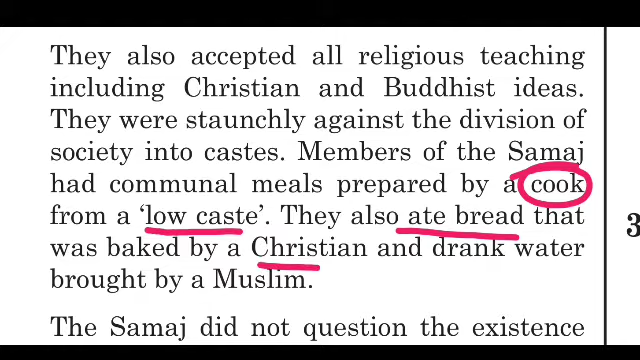 They also accepted all religious teaching
including Christian and Buddhist ideas.
They were staunchly against the division of
society into castes. Members of the Samaj
had communal meals prepared by a cook
from a ‘low caste’. They also ate bread that
was baked by a Christian and drank water
brought by a Muslim.
The Samaj did not question the existence
3